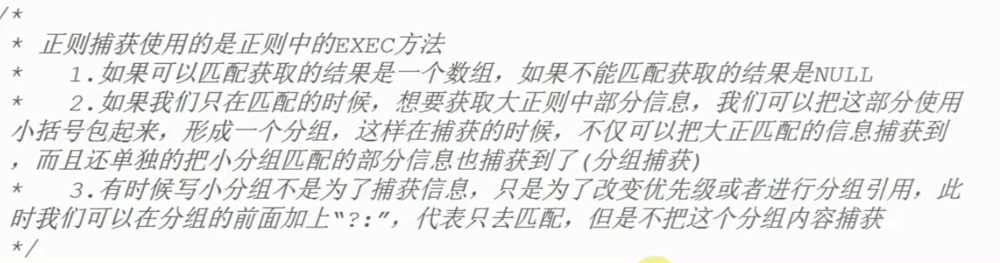 /*
* 正则捕获使用的是正则中的EXEC方法
* 1.如果可以匹配获取的结果是一个数组，如果不能匹配获取的结果是NULL
* 2.如果我们只在匹配的时候，想要获取大正则中部分信息，我们可以把这部分使用
小括号包起来，形成一个分组，这样在捕获的时候，不仅可以把大正匹配的信息捕获到
，而且还单独的把小分组匹配的部分信息也捕获到了(分组捕获)
* 3.有时候写小分组不是为了捕获信息，只是为了改变优先级或者进行分组引用，此
时我们可以在分组的前面加上“?:”，代表只去匹配，但是不把这个分组内容捕获
*/